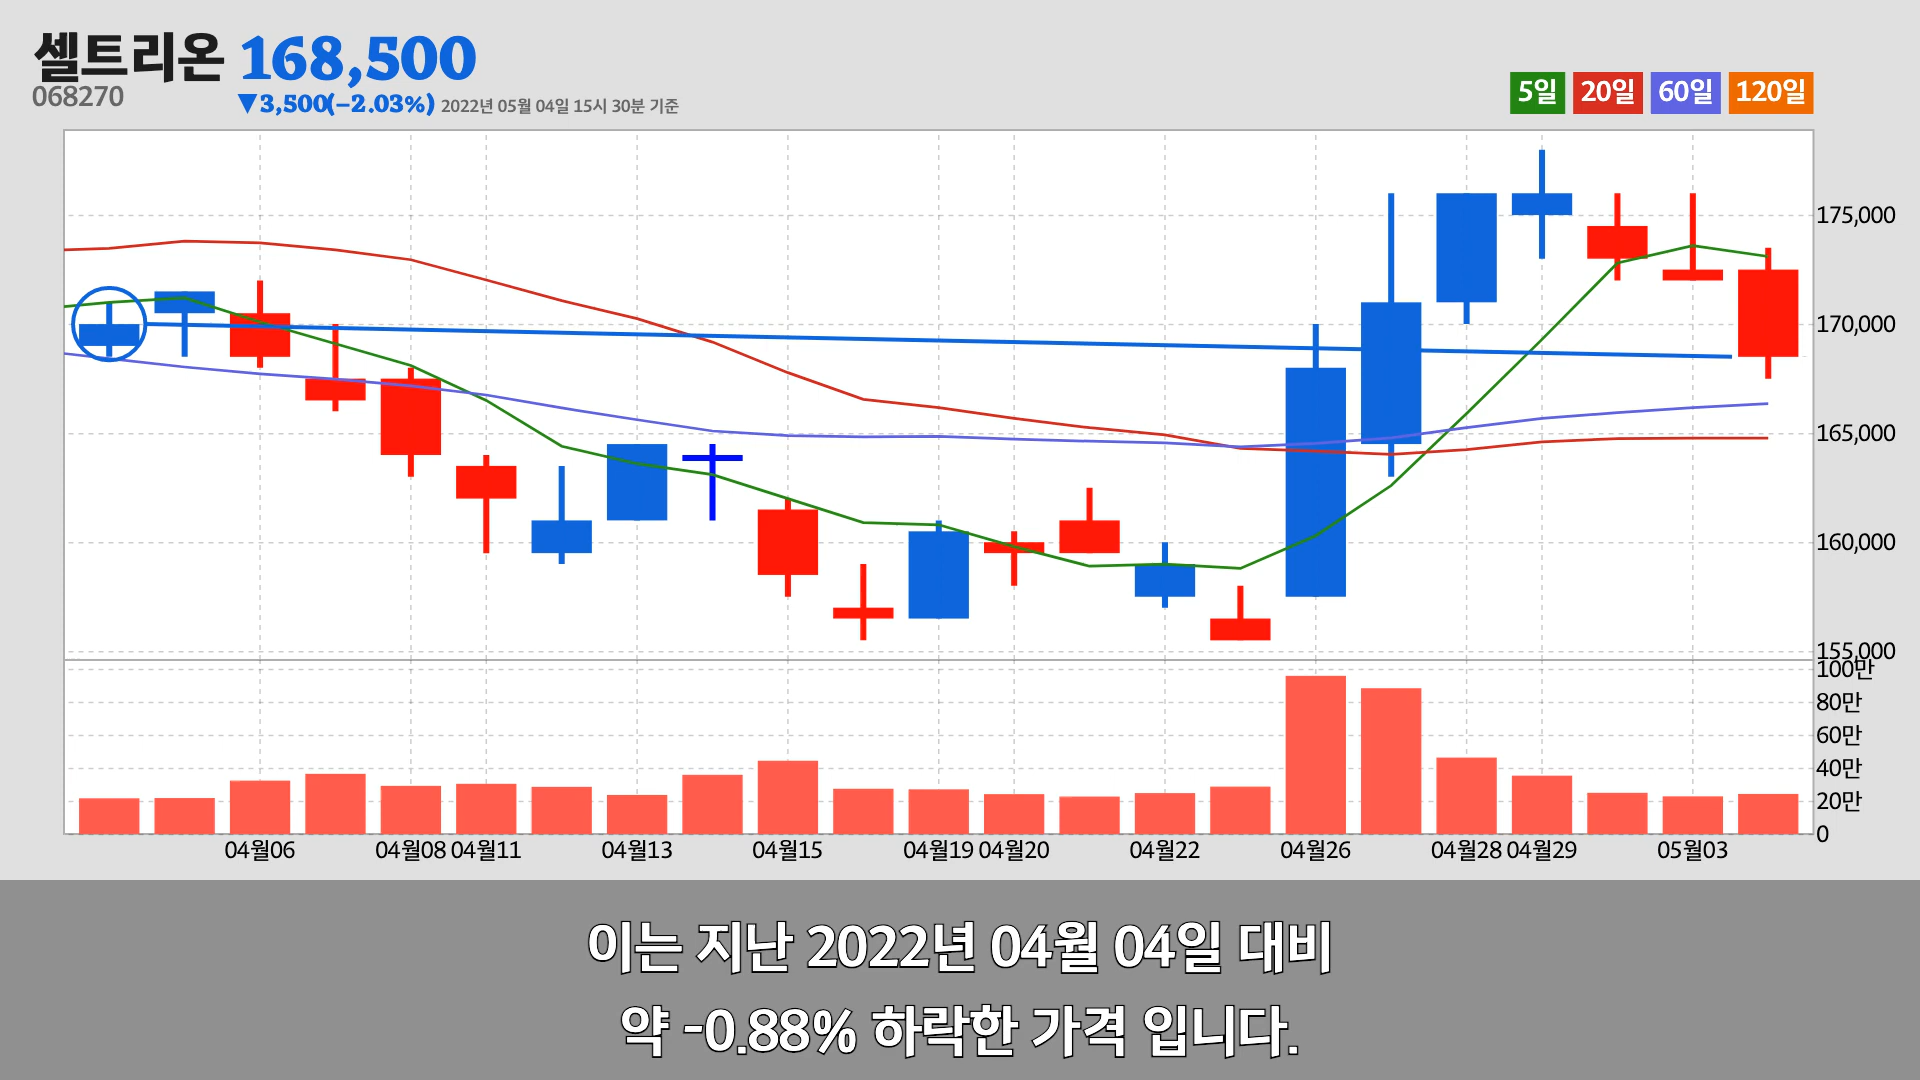 셀트리온 168,500
068270 ▼3,500(−2.03%) 2022년 05월 04일 15시 30분 기준
5일 20일 60일 120일
175,000
170,000
165,000
160,000
155,000
100만
80만
60만
40만
20만
0
04월06 04월08 04월11 04월13 04월15 04월19 04월20 04월22 04월26 04월28 04월29 05월03
이는 지난 2022년 04월 04일 대비
약 -0.88% 하락한 가격 입니다.